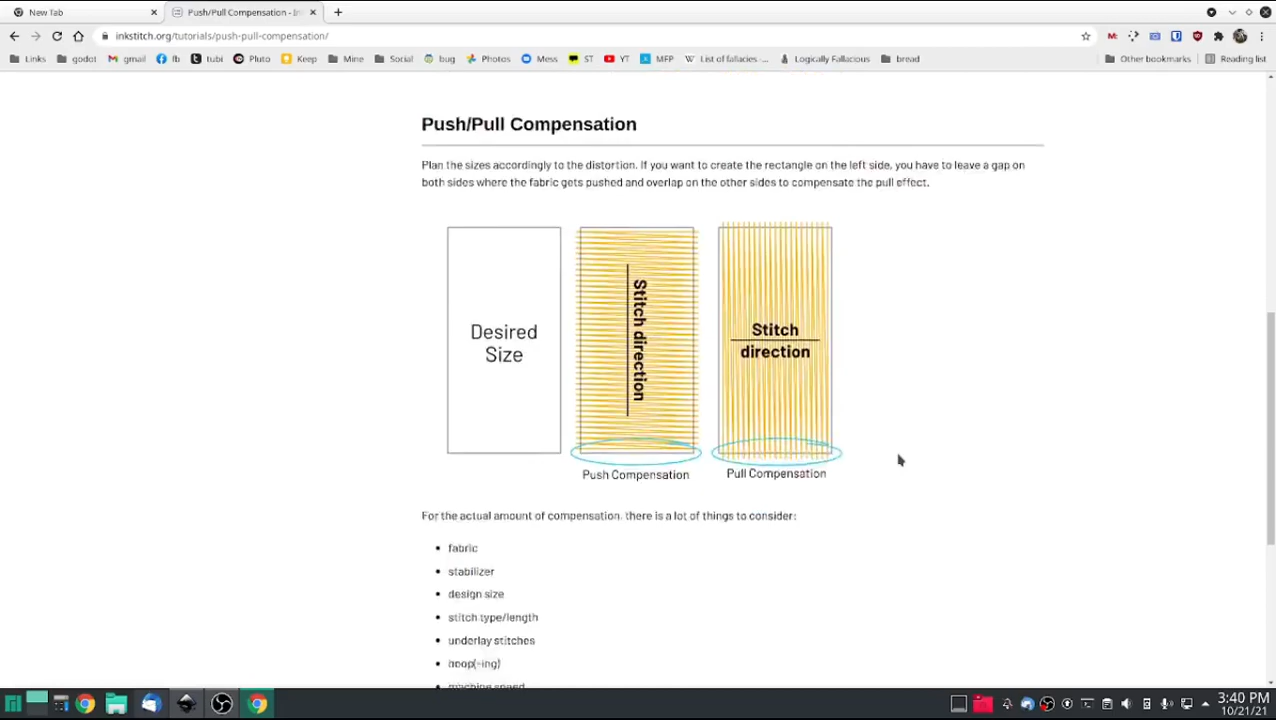 New Tab
Push/Pull Compensation - In
inkstitch.org/tutorials/push-pull-compensation/
Links godot gmail fb tubi Pluto Keep Mine Social bug Photos Mess ST YT MFP List of fallacies -... Logically Fallacious bread Other bookmarks Reading list
Push/Pull Compensation
Plan the sizes accordingly to the distortion. If you want to create the rectangle on the left side, you have to leave a gap on
both sides where the fabric gets pushed and overlap on the other sides to compensate the pull effect.
Desired
Size
Stitch direction
Stitch
direction
Push Compensation
Pull Compensation
For the actual amount of compensation, there is a lot of things to consider:
fabric
stabilizer
design size
stitch type/length
underlay stitches
hoop(-ing)
machine speed
3:40 PM
10/21/21